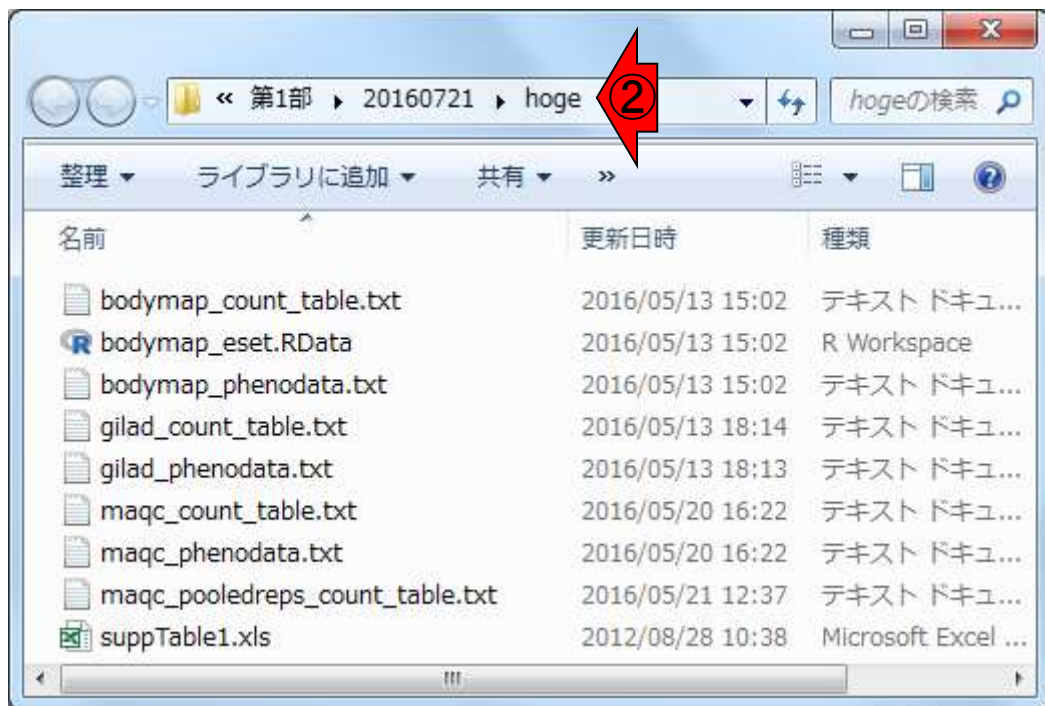 « 第1部 ▸ 20160721 ▸ hoge ② hogeの検索
整理 ライブラリに追加 共有 »
名前 更新日時 種類
bodymap_count_table.txt 2016/05/13 15:02 テキスト ドキュ...
bodymap_eset.RData 2016/05/13 15:02 R Workspace
bodymap_phenodata.txt 2016/05/13 15:02 テキスト ドキュ...
gilad_count_table.txt 2016/05/13 18:14 テキスト ドキュ...
gilad_phenodata.txt 2016/05/13 18:13 テキスト ドキュ...
maqc_count_table.txt 2016/05/20 16:22 テキスト ドキュ...
maqc_phenodata.txt 2016/05/20 16:22 テキスト ドキュ...
maqc_pooledreps_count_table.txt 2016/05/21 12:37 テキスト ドキュ...
suppTable1.xls 2012/08/28 10:38 Microsoft Excel ...